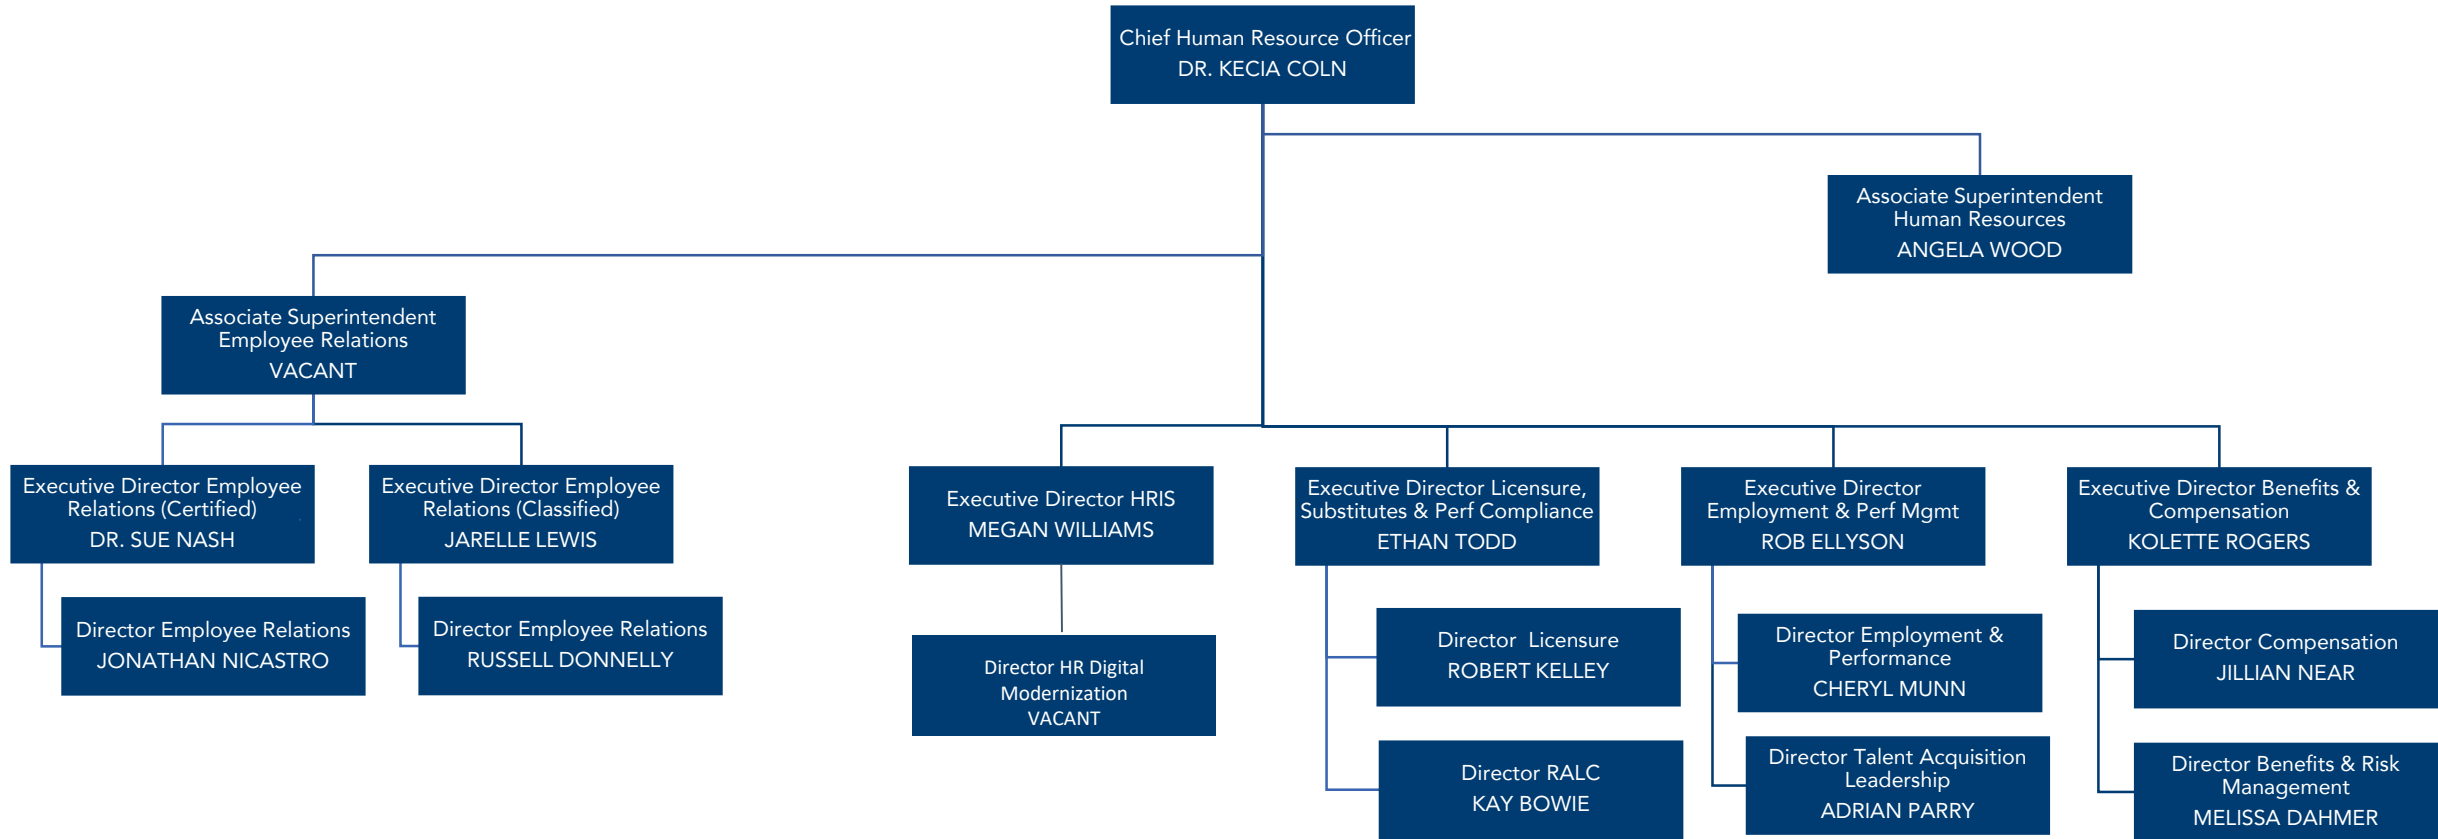 Chief Human Resource Officer
DR. KECIA COLN
Associate Superintendent
Human Resources
ANGELA WOOD
Associate Superintendent
Employee Relations
VACANT
Executive Director Employee
Relations (Certified)
DR. SUE NASH
Executive Director Employee
Relations (Classified)
JARELLE LEWIS
Executive Director HRIS
MEGAN WILLIAMS
Executive Director Licensure,
Substitutes & Perf Compliance
ETHAN TODD
Executive Director
Employment & Perf Mgmt
ROB ELLYSON
Executive Director Benefits &
Compensation
KOLETTE ROGERS
Director Employee Relations
JONATHAN NICASTRO
Director Employee Relations
RUSSELL DONNELLY
Director HR Digital
Modernization
VACANT
Director Licensure
ROBERT KELLEY
Director Employment &
Performance
CHERYL MUNN
Director Compensation
JILLIAN NEAR
Director RALC
KAY BOWIE
Director Talent Acquisition
Leadership
ADRIAN PARRY
Director Benefits & Risk
Management
MELISSA DAHMER